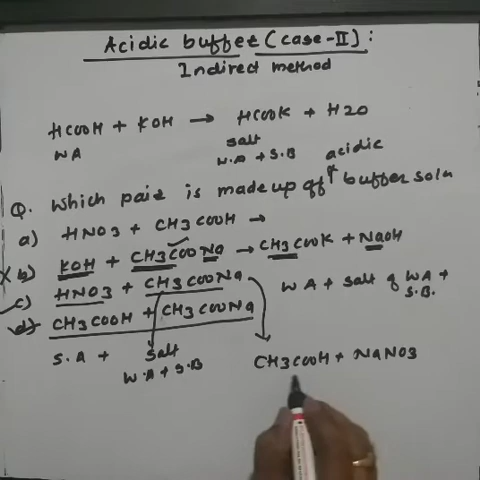 Acidic buffer (case-II) :
Indirect method
HCOOH + KOH → HCOOK + H2O
WA
salt
W.A + S.B
acidic
Q. Which pair is made up of buffer soln
a) HNO3 + CH3COOH →
b) KOH + CH3COONa → CH3COOK + NaOH
c) HNO3 + CH3COONa
WA + salt of WA + S.B.
d) CH3COOH + CH3COONa
S.A + salt
W.A + S.B
CH3COOH + NaNO3